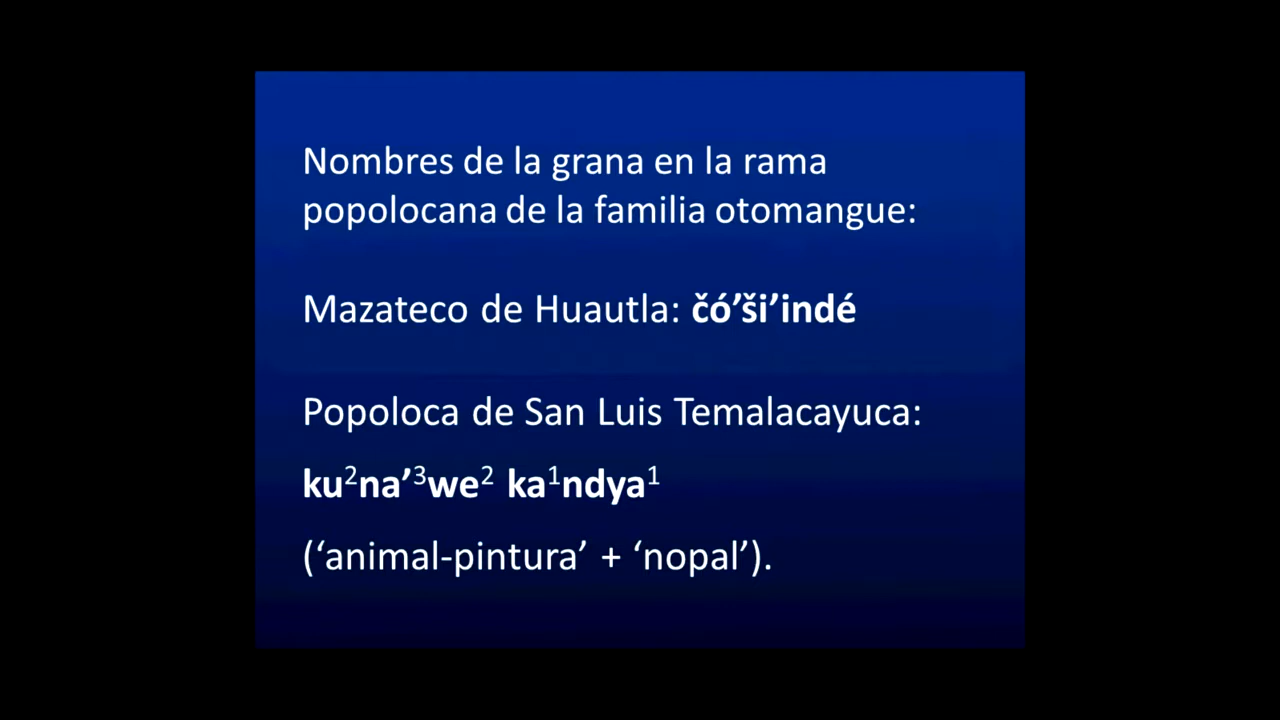 Nombres de la grana en la rama
popolocana de la familia otomangue:
Mazateco de Huautla: čó’ši’indé
Popoloca de San Luis Temalacayuca:
ku²na’³we² ka¹ndya¹
(‘animal-pintura’ + ‘nopal’).